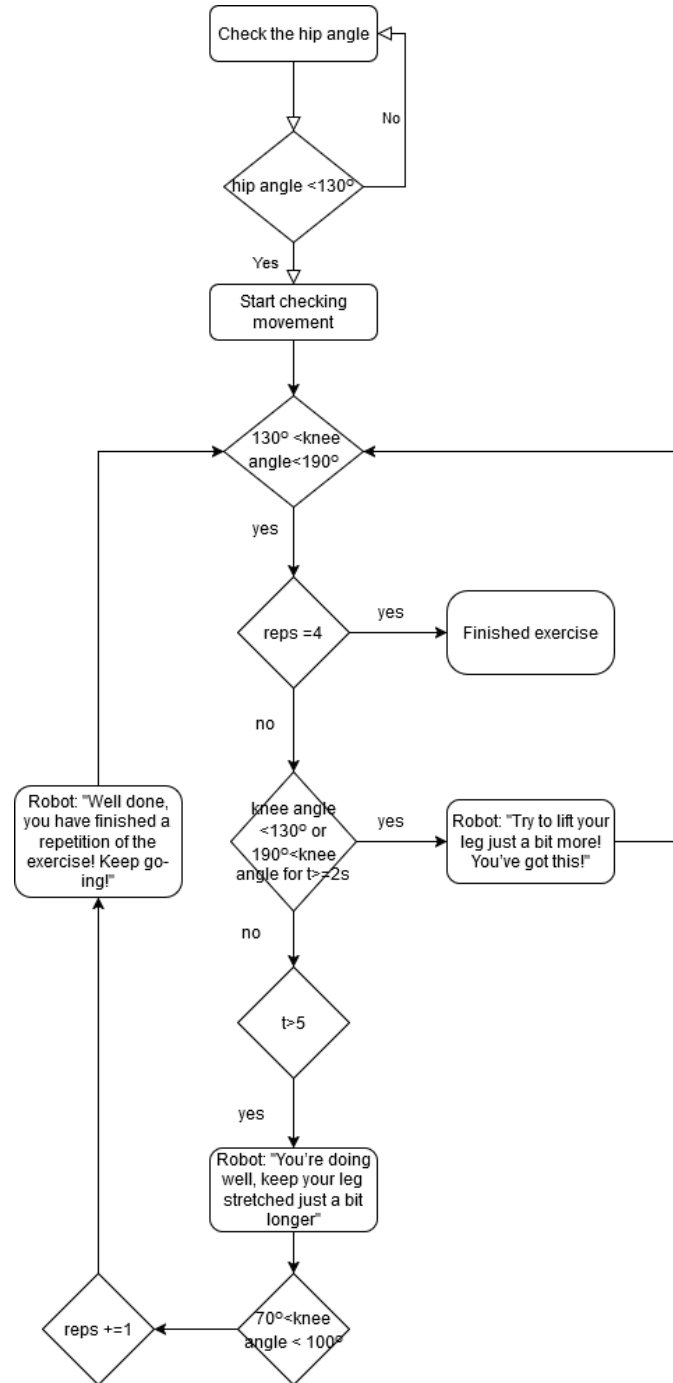 Check the hip angle
No
hip angle <130º
Yes
Start checking
movement
130º <knee
angle<190º
yes
reps =4
yes
Finished exercise
no
knee angle
<130º or
190º<knee
angle for t>=2s
yes
Robot: "Try to lift your
leg just a bit more!
You've got this!"
Robot: "Well done,
you have finished a
repetition of the
exercise! Keep go-
ing!"
no
t>5
yes
Robot: "You're doing
well, keep your leg
stretched just a bit
longer"
70º<knee
angle < 100º
reps +=1